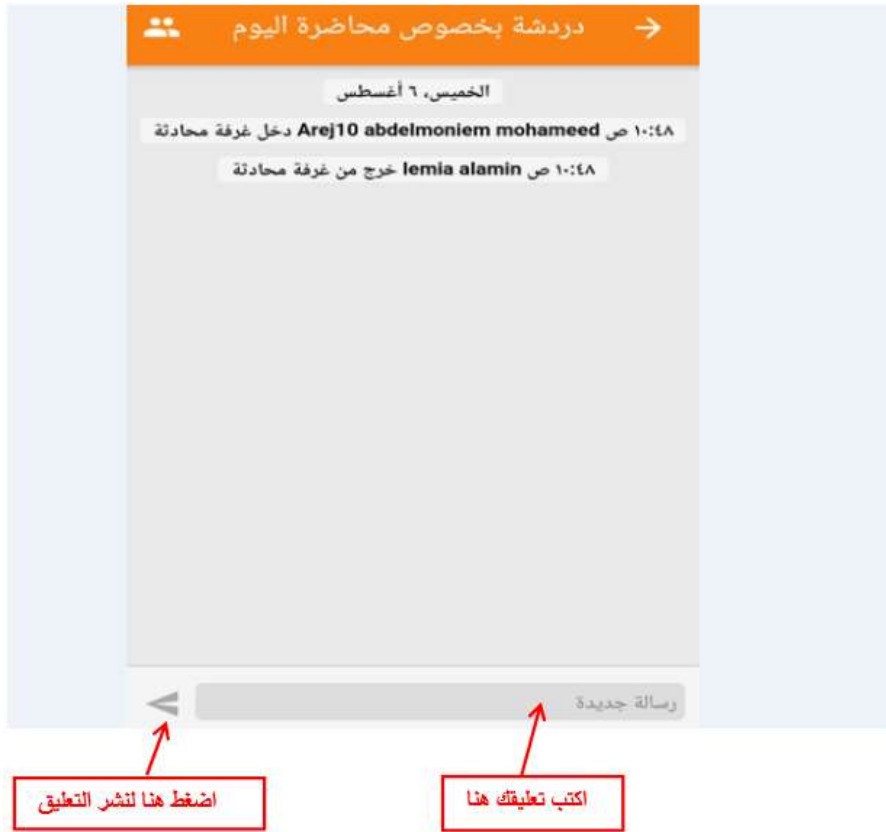 دردشة بخصوص محاضرة اليوم
الخميس، ٦ أغسطس
١٠:٤٨ ص Arej10 abdelmoniem mohameed دخل غرفة محادثة
١٠:٤٨ ص lemia alamin خرج من غرفة محادثة
رسالة جديدة
اكتب تعليقك هنا
اضغط هنا لنشر التعليق